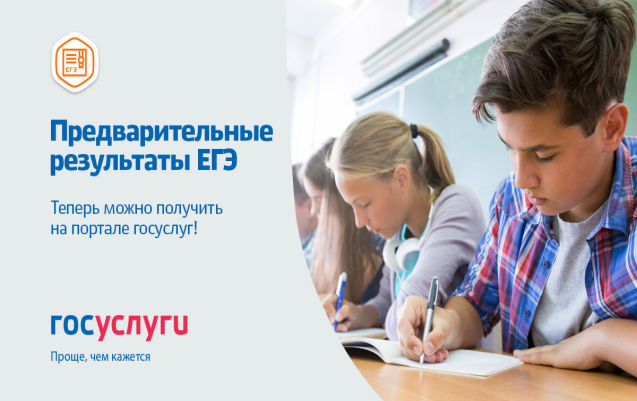 ЕГЭ
Предварительные
результаты ЕГЭ
Теперь можно получить
на портале госуслуг!
госуслуги
Проще, чем кажется